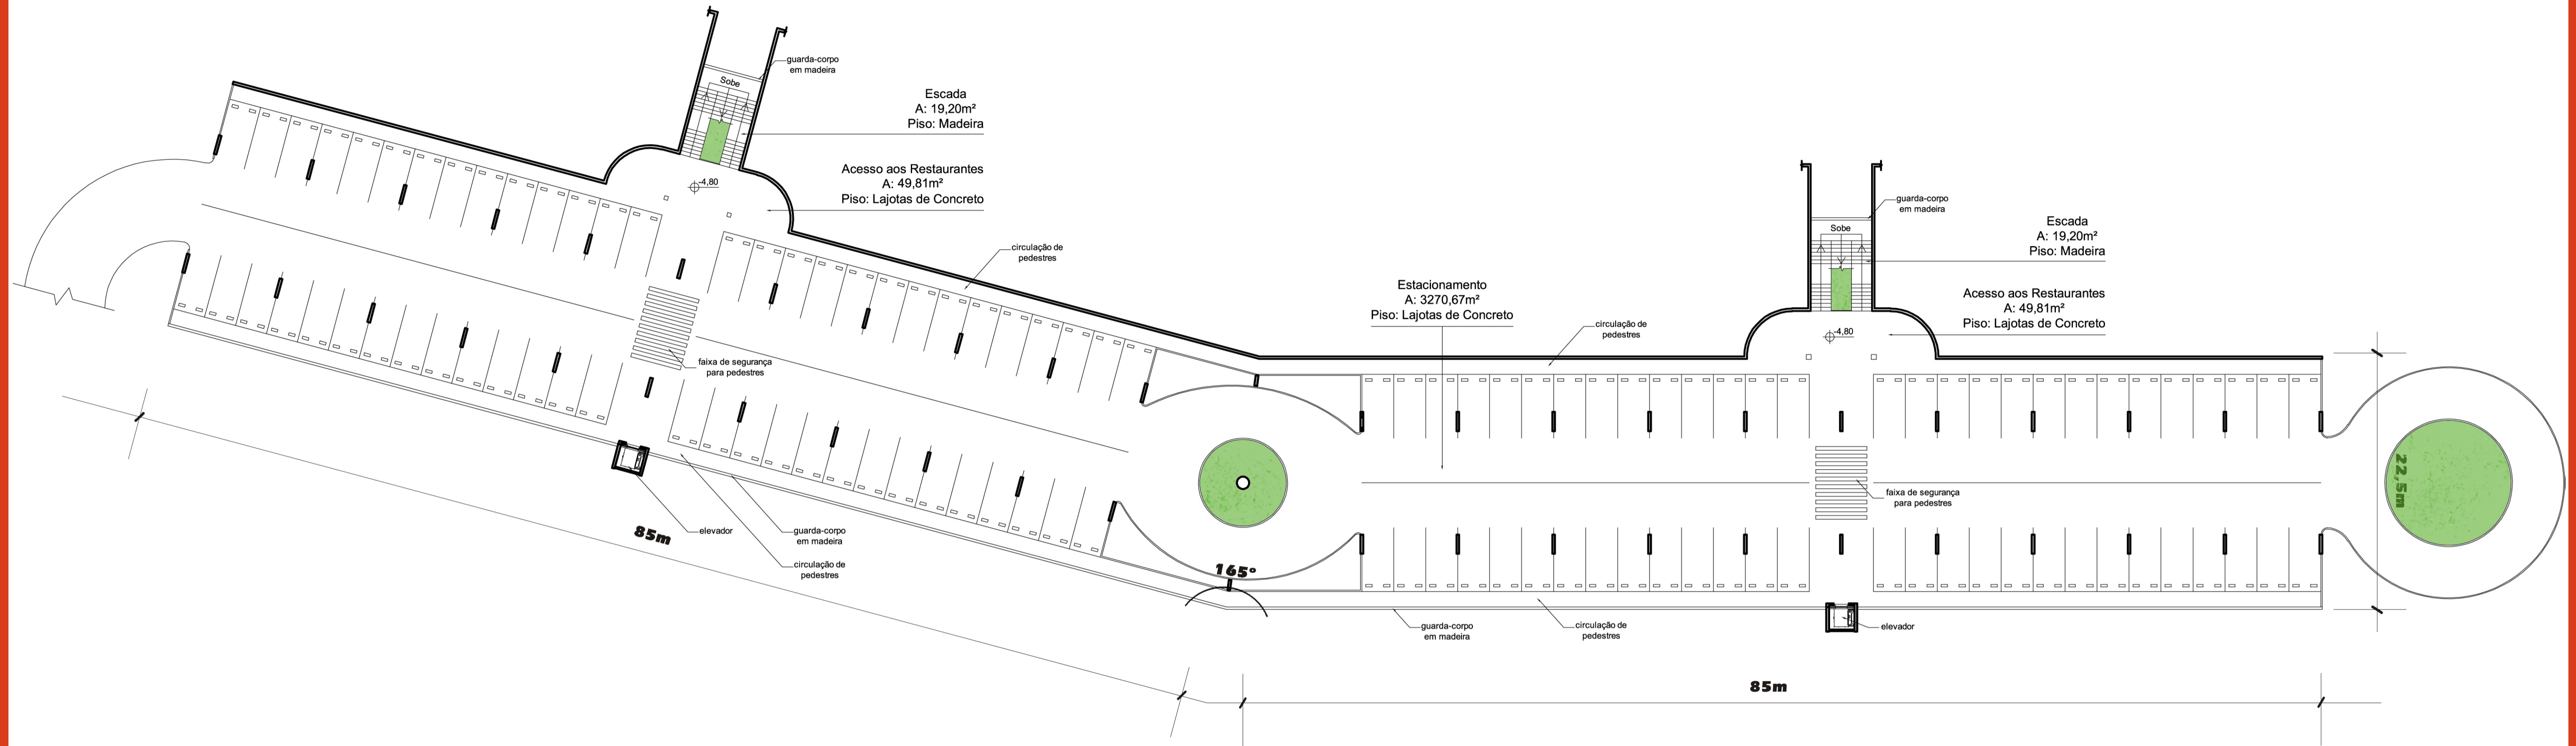 guarda-corpo
em madeira
Sobe
Escada
A: 19,20m²
Piso: Madeira
Acesso aos Restaurantes
A: 49,81m²
Piso: Lajotas de Concreto
-4,80
circulação de
pedestres
faixa de segurança
para pedestres
elevador
guarda-corpo
em madeira
circulação de
pedestres
85m
165°
Estacionamento
A: 3270,67m²
Piso: Lajotas de Concreto
circulação de
pedestres
guarda-corpo
em madeira
Sobe
Escada
A: 19,20m²
Piso: Madeira
Acesso aos Restaurantes
A: 49,81m²
Piso: Lajotas de Concreto
-4,80
faixa de segurança
para pedestres
22,5m
guarda-corpo
em madeira
circulação de
pedestres
elevador
85m